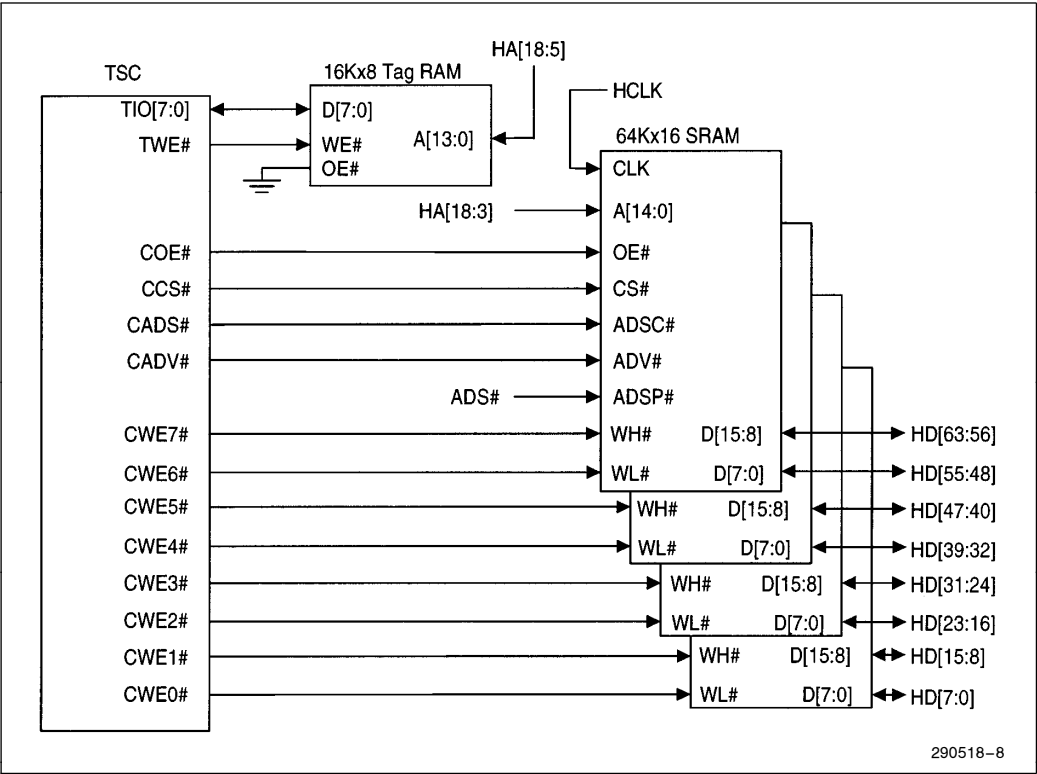 HA[18:5]
TSC
16Kx8 Tag RAM
HCLK
TIO[7:0]
D[7:0]
TWE#
WE#
A[13:0]
OE#
64Kx16 SRAM
CLK
HA[18:3]
A[14:0]
COE#
OE#
CCS#
CS#
CADS#
ADSC#
CADV#
ADV#
ADS#
ADSP#
CWE7#
WH#
D[15:8]
HD[63:56]
CWE6#
WL#
D[7:0]
HD[55:48]
CWE5#
WH#
D[15:8]
HD[47:40]
CWE4#
WL#
D[7:0]
HD[39:32]
CWE3#
WH#
D[15:8]
HD[31:24]
CWE2#
WL#
D[7:0]
HD[23:16]
CWE1#
WH#
D[15:8]
HD[15:8]
CWE0#
WL#
D[7:0]
HD[7:0]
290518–8